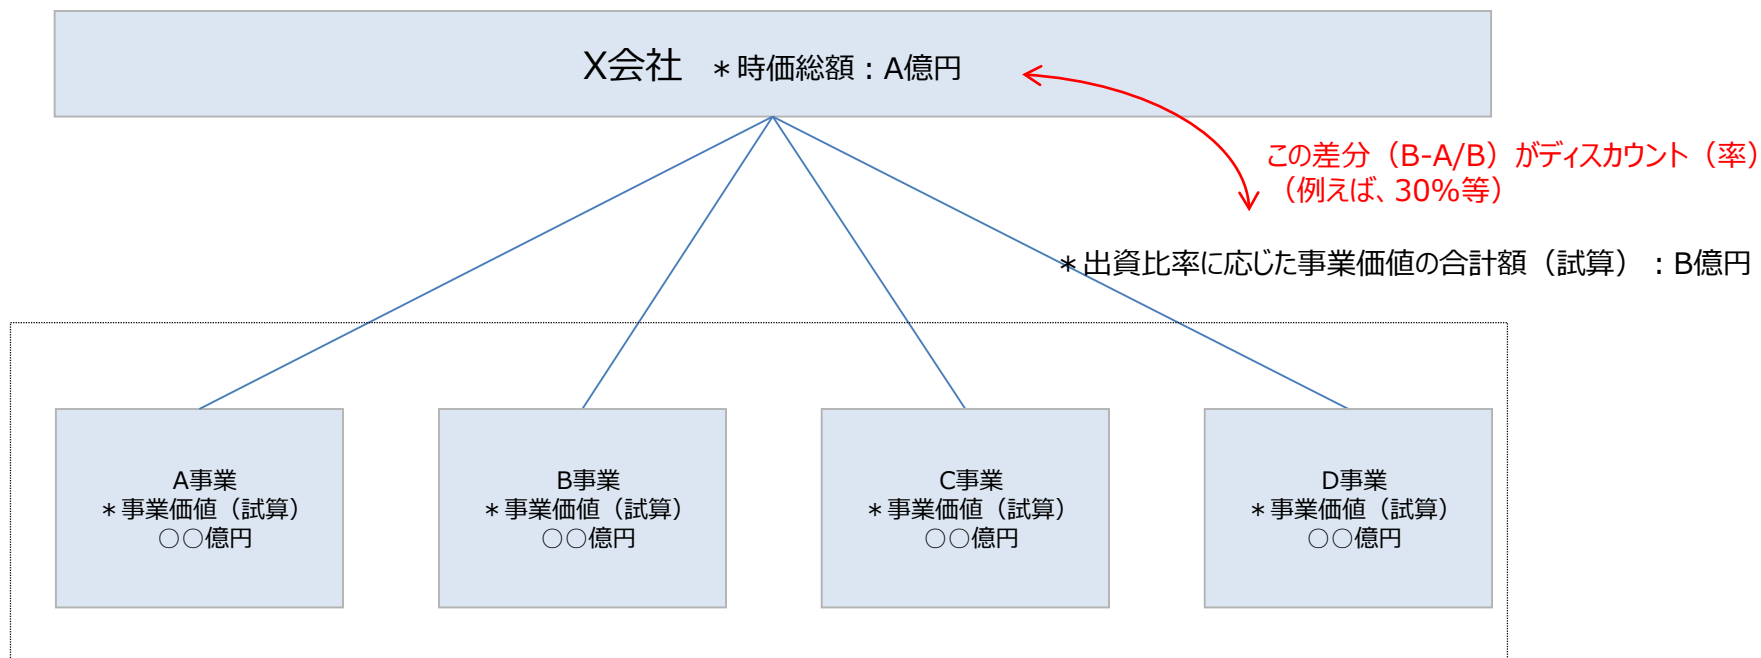 X会社 ＊時価総額：A億円
この差分（B-A/B）がディスカウント（率）
（例えば、30%等）
＊出資比率に応じた事業価値の合計額（試算）：B億円
A事業
＊事業価値（試算）
○○億円
B事業
＊事業価値（試算）
○○億円
C事業
＊事業価値（試算）
○○億円
D事業
＊事業価値（試算）
○○億円